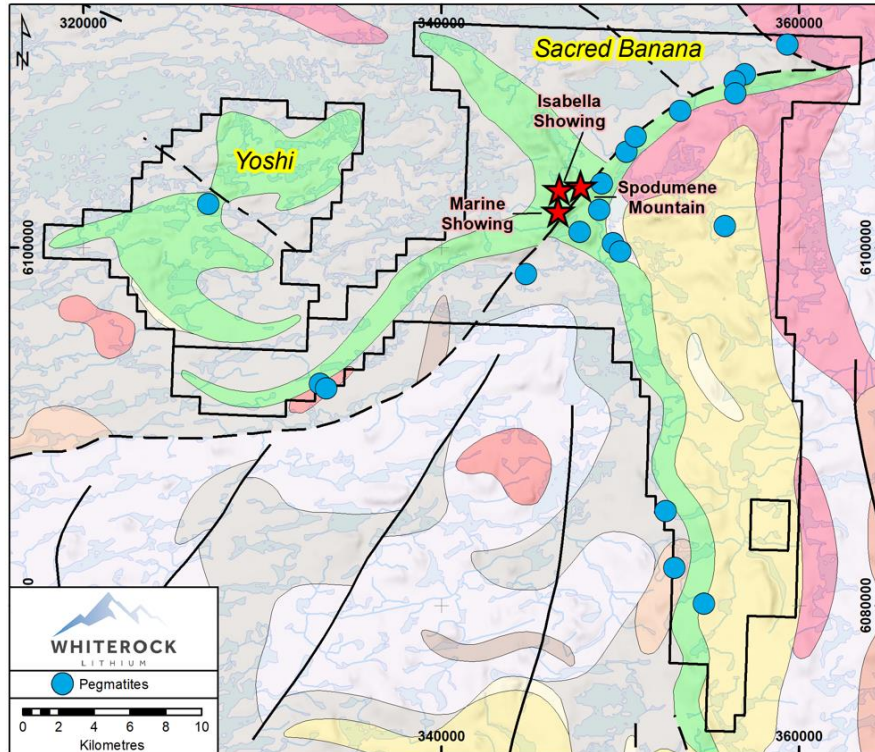 320000
340000
360000
N
Sacred Banana
Isabella
Showing
Yoshi
Marine
Showing
Spodumene
Mountain
6100000
6100000
0
6080000
WHITEROCK
LITHIUM
Pegmatites
0 2 4 6 8 10
Kilometres
340000
360000